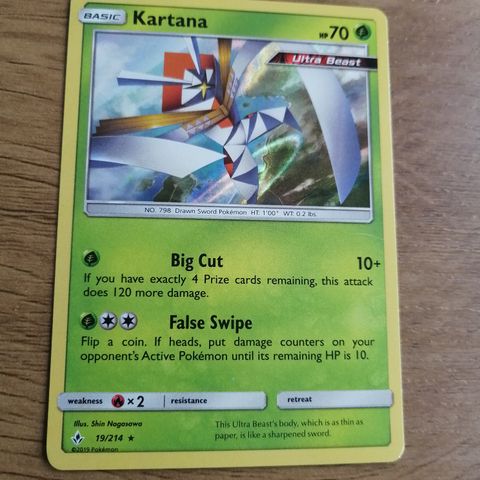 BASIC Kartana HP 70
Ultra Beast
NO. 798 Drawn Sword Pokémon HT: 1'00" WT: 0.2 lbs.
Big Cut 10+
If you have exactly 4 Prize cards remaining, this attack
does 120 more damage.
False Swipe
Flip a coin. If heads, put damage counters on your
opponent's Active Pokémon until its remaining HP is 10.
weakness × 2 resistance retreat
Illus. Shin Nagasawa
19/214 ★
©2019 Pokémon
This Ultra Beast's body, which is as thin as
paper, is like a sharpened sword.